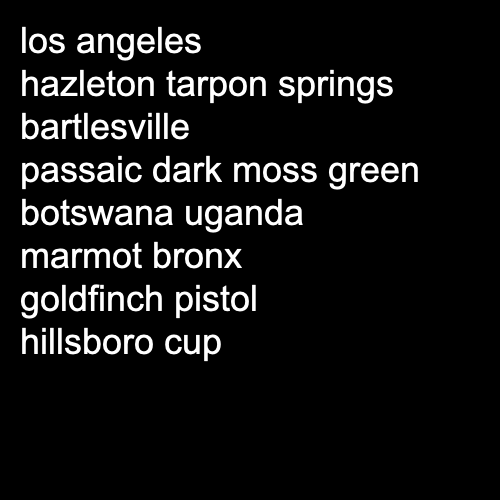 los angeles
hazleton tarpon springs
bartlesville
passaic dark moss green
botswana uganda
marmot bronx
goldfinch pistol
hillsboro cup